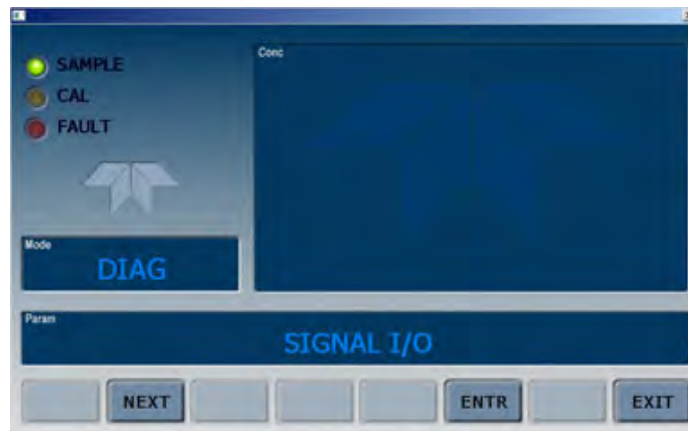 SAMPLE
CAL
FAULT
Conc
Mode
DIAG
Param
SIGNAL I/O
NEXT ENTR EXIT